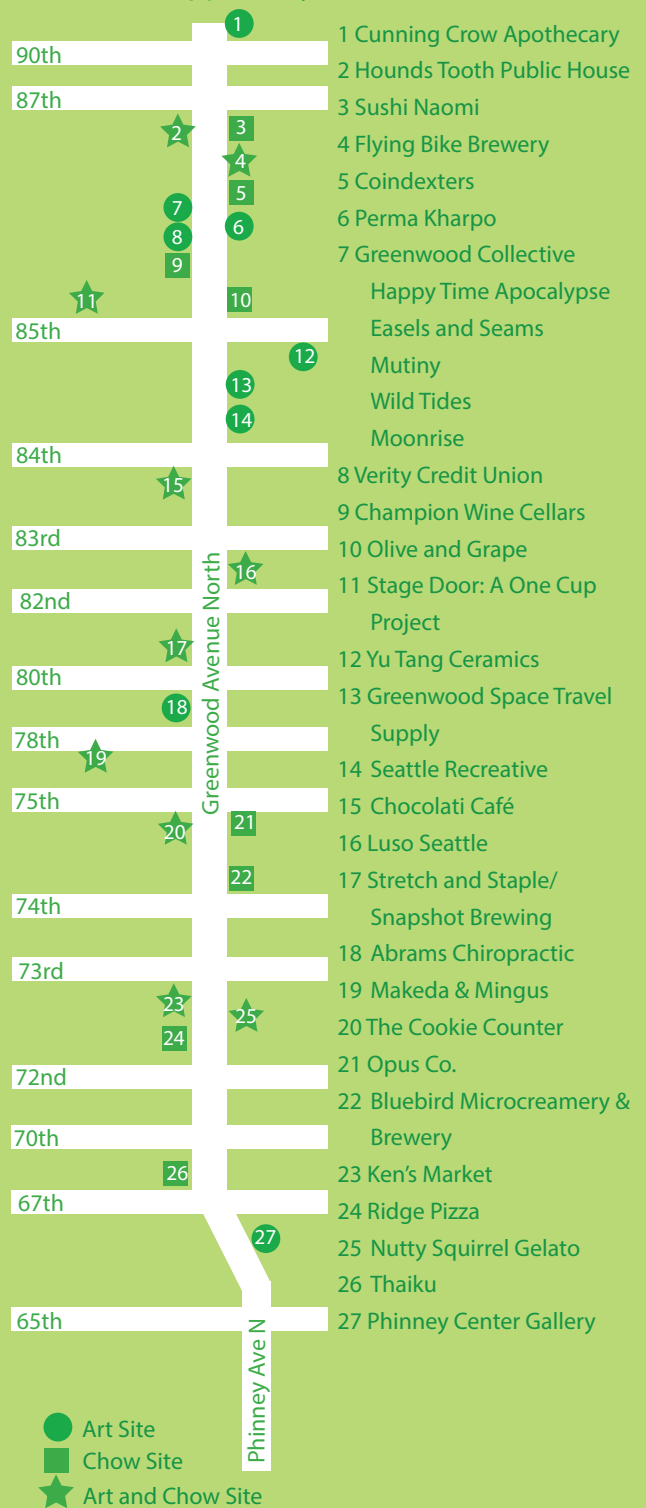 1
90th
87th
2
3
4
5
7
6
8
9
11
10
85th
12
13
14
84th
15
83rd
16
82nd
17
80th
18
78th
19
75th
20
21
22
74th
73rd
23
25
24
72nd
70th
26
67th
27
65th
Greenwood Avenue North
Phinney Ave N
1 Cunning Crow Apothecary
2 Hounds Tooth Public House
3 Sushi Naomi
4 Flying Bike Brewery
5 Coindexters
6 Perma Kharpo
7 Greenwood Collective
Happy Time Apocalypse
Easels and Seams
Mutiny
Wild Tides
Moonrise
8 Verity Credit Union
9 Champion Wine Cellars
10 Olive and Grape
11 Stage Door: A One Cup
Project
12 Yu Tang Ceramics
13 Greenwood Space Travel
Supply
14 Seattle Recreative
15 Chocolati Café
16 Luso Seattle
17 Stretch and Staple/
Snapshot Brewing
18 Abrams Chiropractic
19 Makeda & Mingus
20 The Cookie Counter
21 Opus Co.
22 Bluebird Microcreamery &
Brewery
23 Ken's Market
24 Ridge Pizza
25 Nutty Squirrel Gelato
26 Thaiku
27 Phinney Center Gallery
Art Site
Chow Site
Art and Chow Site